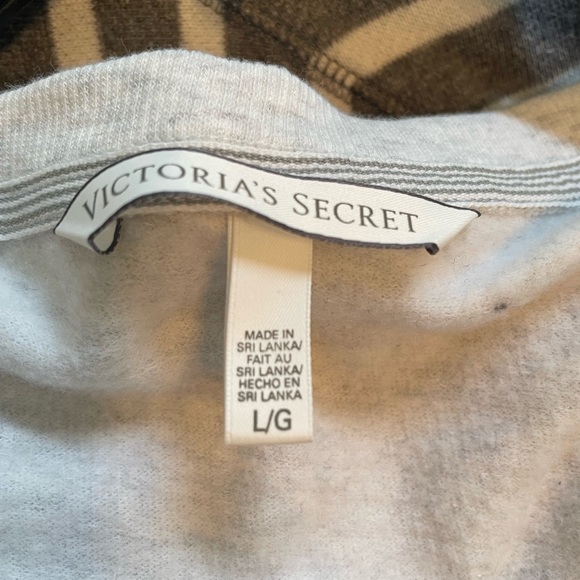 VICTORIA'S SECRET
MADE IN
SRI LANKA/
FAIT AU
SRI LANKA/
HECHO EN
SRI LANKA
L/G